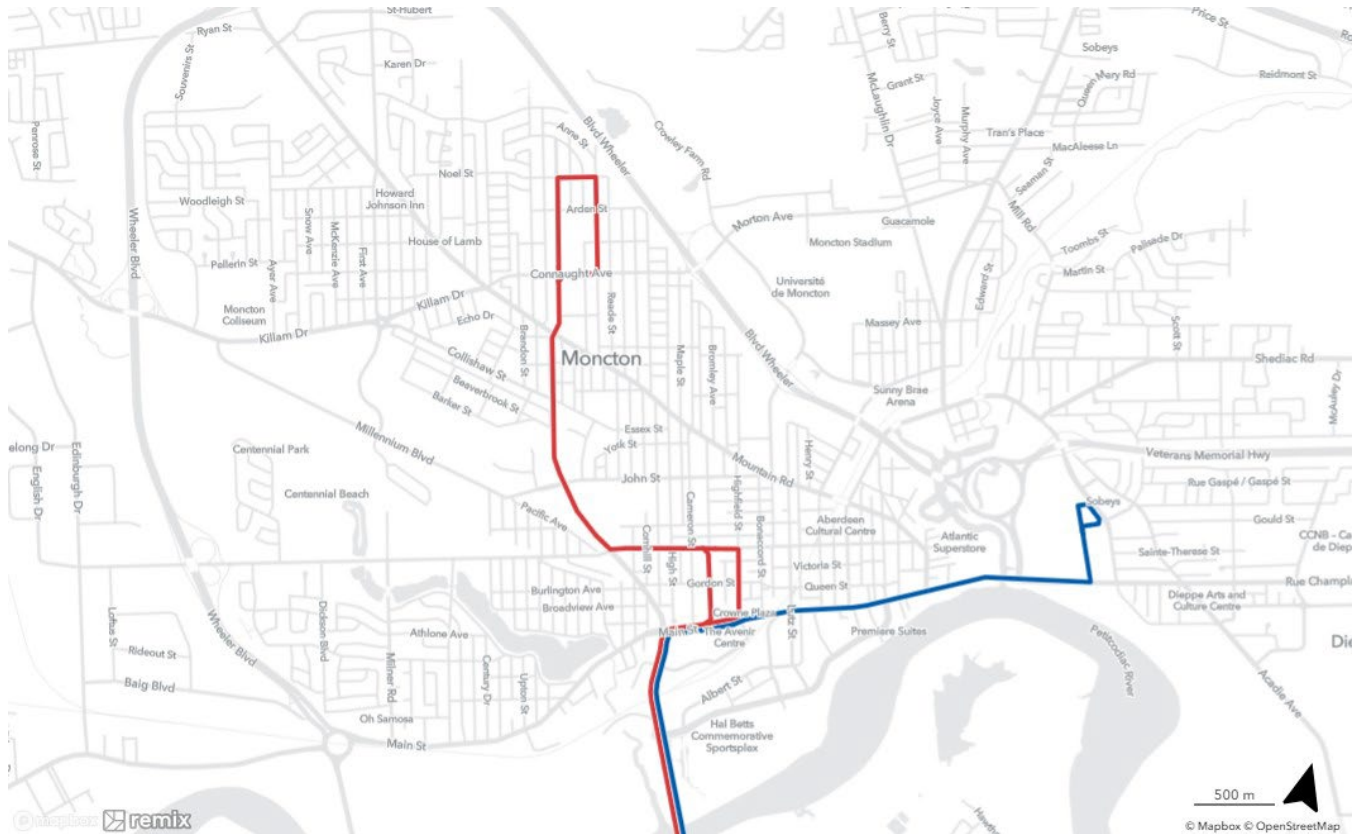 St-Hubert
Ryan St
Souvenirs St
Karen Dr
Penrose St
Berry St
McLaughlin Dr
Grant St
Joyce Ave
Murphy Ave
Sobeys
Queen Mary Rd
Price St
Raidmont St
Tran's Place
MacAleese Ln
Seaman St
Mill Rd
Anne St
Blvd Wheeler
Crowley Farm Rd
Noel St
Howard
Johnson Inn
Woodleigh St
Snow Ave
McKenzie Ave
First Ave
House of Lamb
Arden St
Morton Ave
Guacamole
Moncton Stadium
Toombs St
Palisade Dr
Martin St
Wheeler Blvd
Pellerin St
Ayer Ave
Connaught Ave
Université
de Moncton
Edward St
Killam Dr
Moncton
Coliseum
Echo Dr
Killam Dr
Reade St
Brandon St
Massey Ave
Scott St
Moncton
Maple St
Bromley Ave
Blvd Wheeler
Shediac Rd
Collishaw St
Beaverbrook St
Barker St
Sunny Brae
Arena
McAuley Dr
Essex St
York St
Henry St
elong Dr
Edinburgh Dr
English Dr
Centennial Park
Millennium Blvd
Mountain Rd
Veterans Memorial Hwy
John St
Rue Gaspé / Gaspé St
Centennial Beach
Pacific Ave
Cameron St
Highfield St
Bonaccord St
Aberdeen
Cultural Centre
Sobeys
Gould St
Cornhill St
High St
Atlantic
Superstore
CCNB - Ca
de Diep
Victoria St
Sainte-Therese St
Gordon St
Queen St
Burlington Ave
Broadview Ave
Rue Champla
Dieppe Arts and
Culture Centre
Loftus St
Dickson Blvd
Crowne Plaza
Lutz St
Main St
The Avenir
Centre
Premiere Suites
Athlone Ave
Wheeler Blvd
Rideout St
Milner Rd
Century Dr
Upton St
Petitcodiac River
Die
Baig Blvd
Albert St
Acadie Ave
Oh Samosa
Main St
Hal Betts
Commemorative
Sportsplex
500 m
mapbox remix
© Mapbox © OpenStreetMap